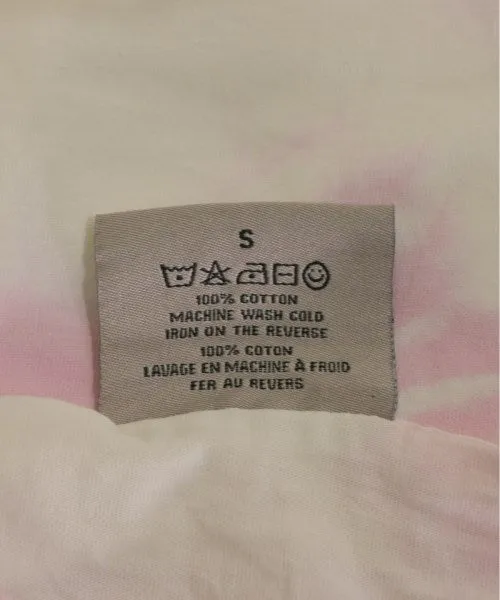 S
100% COTTON
MACHINE WASH COLD
IRON ON THE REVERSE
100% COTON
LAVAGE EN MACHINE À FROID
FER AU REVERS